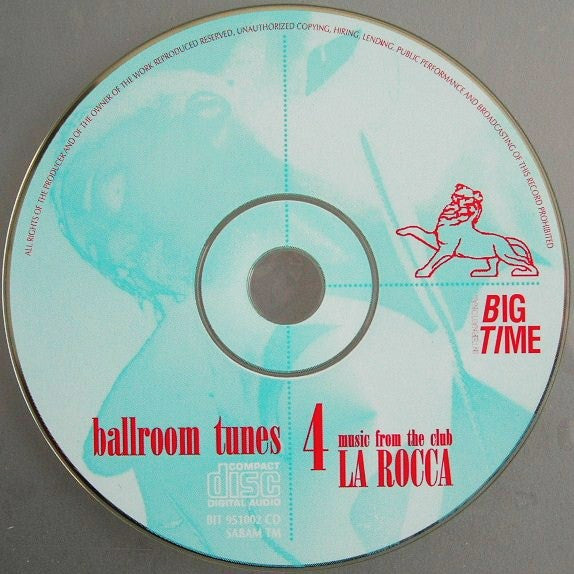 ALL RIGHTS OF THE PRODUCER AND OF THE OWNER OF THE WORK REPRODUCED RESERVED, UNAUTHORIZED COPYING, HIRING, LENDING, PUBLIC PERFORMANCE AND BROADCASTING OF THIS RECORD PROHIBITED
INTERNATIONAL
BIG
TIME
ballroom tunes
4
music from the club
LA ROCCA
COMPACT
disc
DIGITAL AUDIO
BIT 951002 CD
SABAM TM